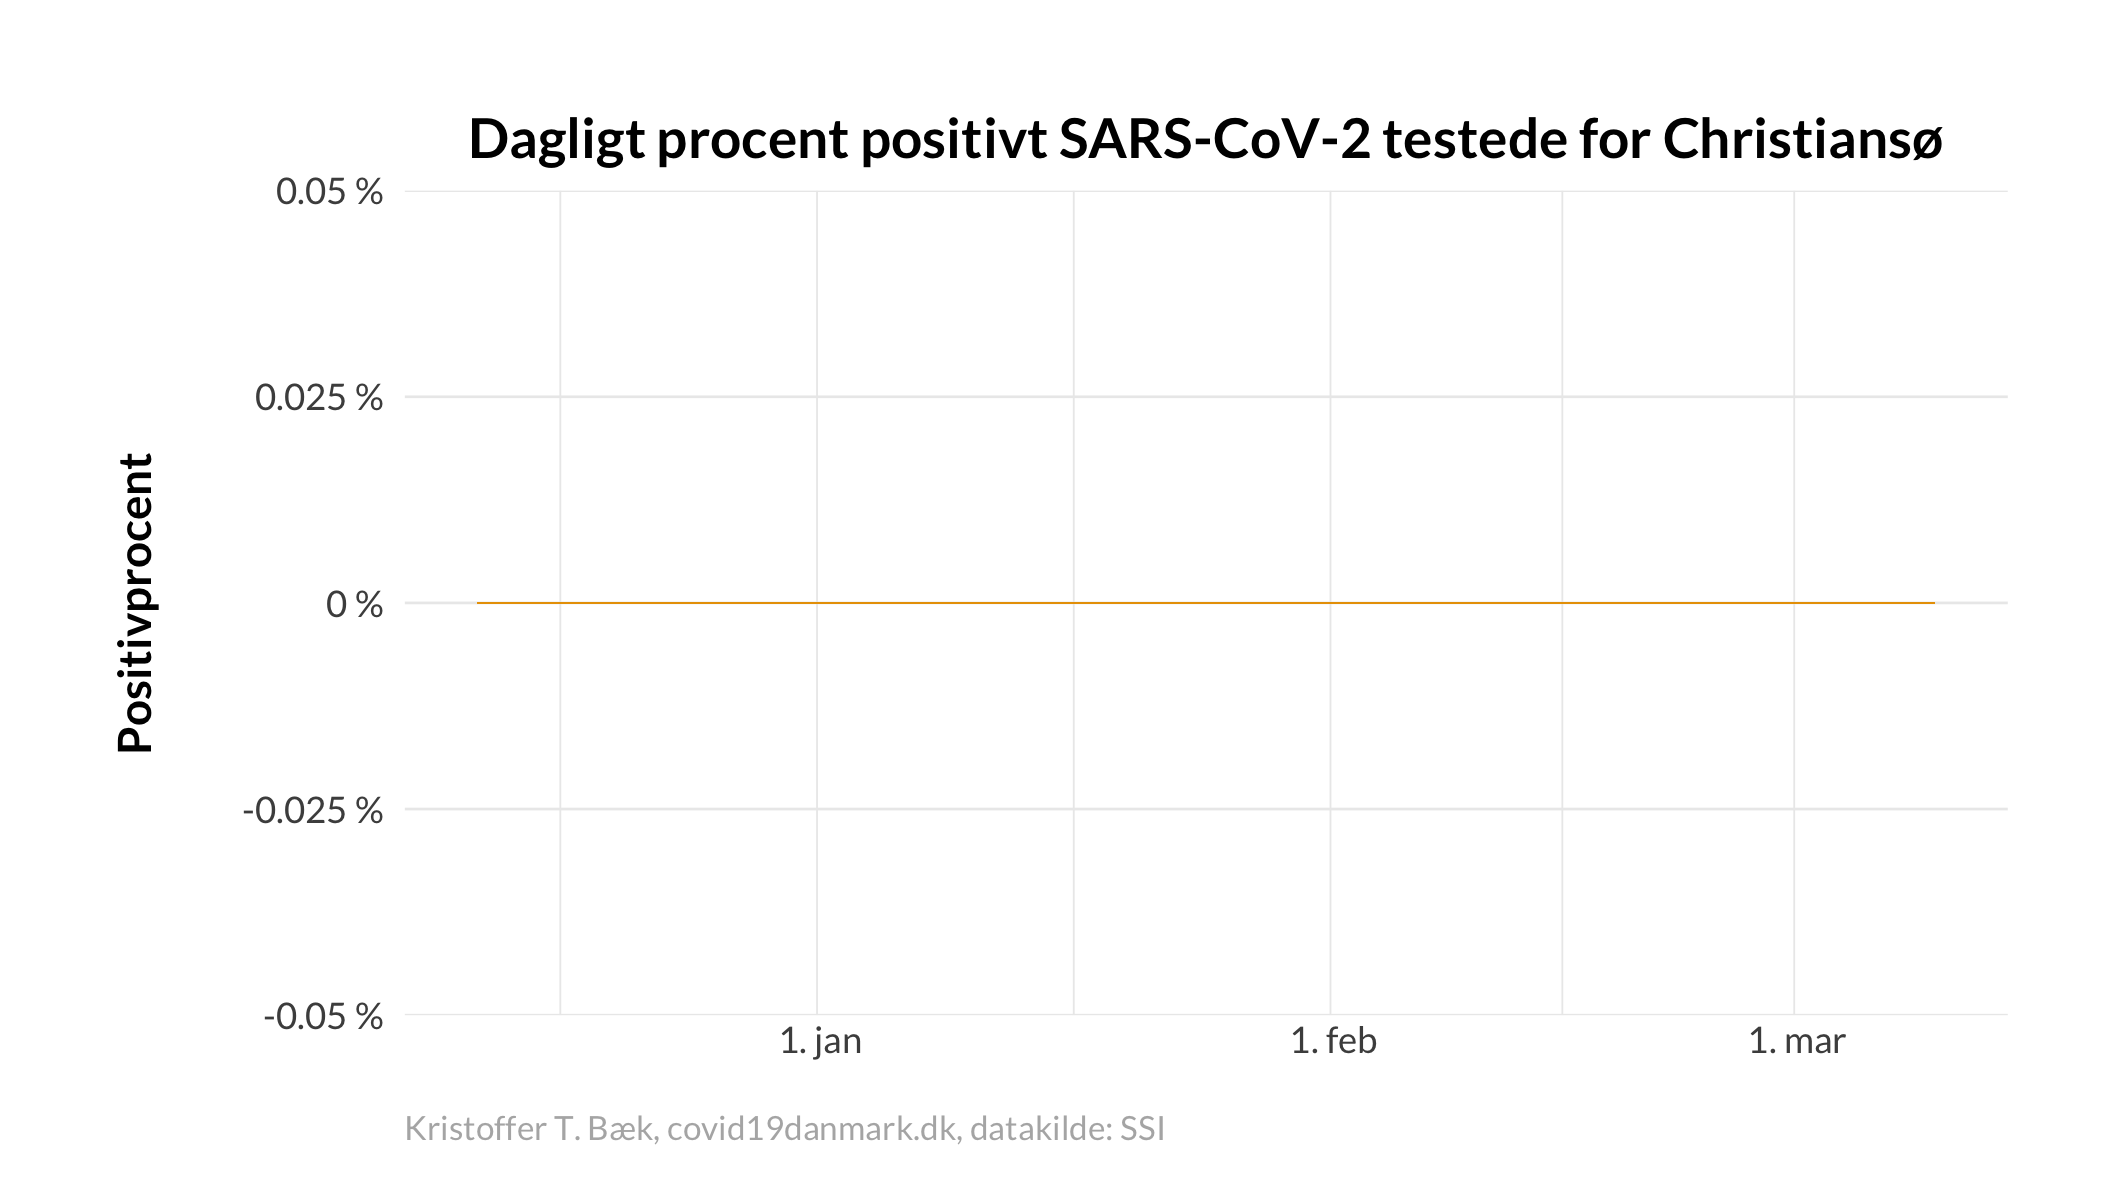 Dagligt procent positivt SARS-CoV-2 testede for Christiansø
0.05 %
0.025 %
0 %
-0.025 %
-0.05 %
Positivprocent
1. jan
1. feb
1. mar
Kristoffer T. Bæk, covid19danmark.dk, datakilde: SSI